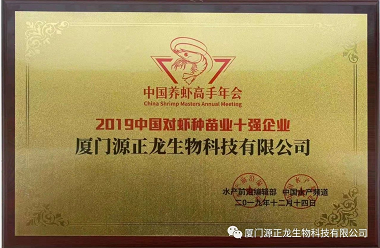 中国养虾高手年会
China Shrimp Masters Annual Meeting
2019中国对虾种苗业十强企业
厦门源正龙生物科技有限公司
水产前沿编辑部 中国水产频道
二〇一九年十二月十四日
厦门源正龙生物科技有限公司